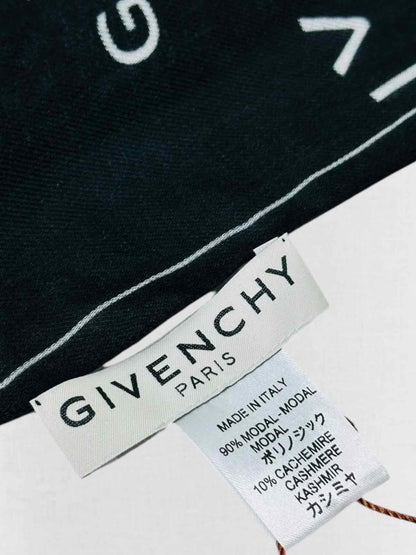 G
V
GIVENCHY
PARIS
MADE IN ITALY
90% MODAL-MODAL
MODAL
ポリノジック
10% CACHEMIRE
CASHMERE
KASHMIR
カシミヤ